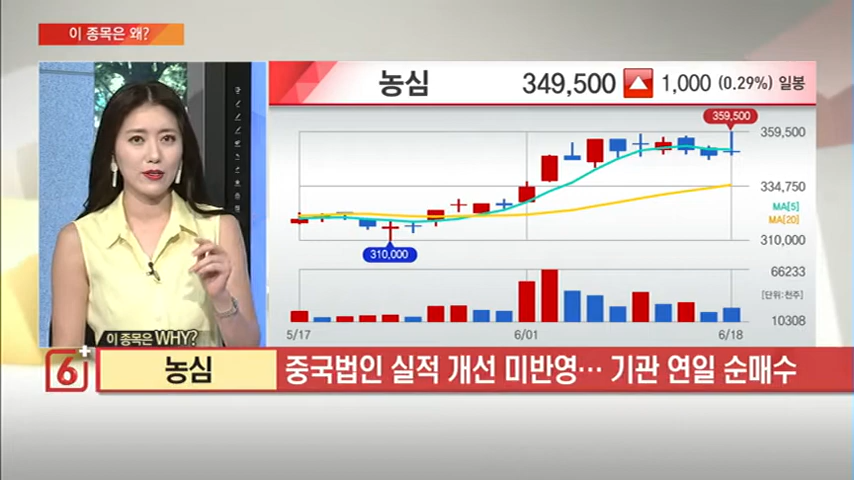 이 종목은 왜?
농심 349,500 1,000 (0.29%) 일봉
359,500
359,500
334,750
MA[5]
MA[20]
310,000
310,000
66233
[단위:천주]
10308
5/17 6/01 6/18
이 종목은 WHY?
6+ 농심 중국법인 실적 개선 미반영… 기관 연일 순매수